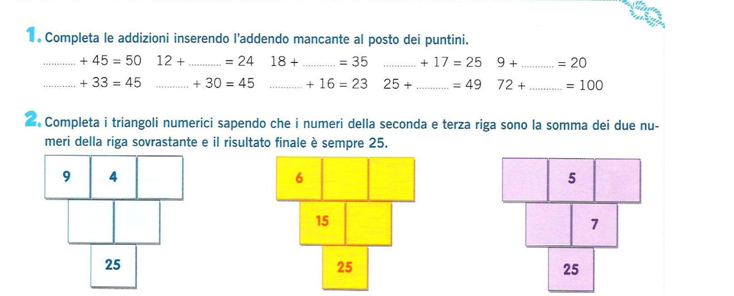 1. Completa le addizioni inserendo l'addendo mancante al posto dei puntini.
............ + 45 = 50 12 + ............ = 24 18 + ............ = 35 ............ + 17 = 25 9 + ............ = 20
............ + 33 = 45 ............ + 30 = 45 ............ + 16 = 23 25 + ............ = 49 72 + ............ = 100
2. Completa i triangoli numerici sapendo che i numeri della seconda e terza riga sono la somma dei due nu-
meri della riga sovrastante e il risultato finale è sempre 25.
9 4 6 5
15 7
25 25 25